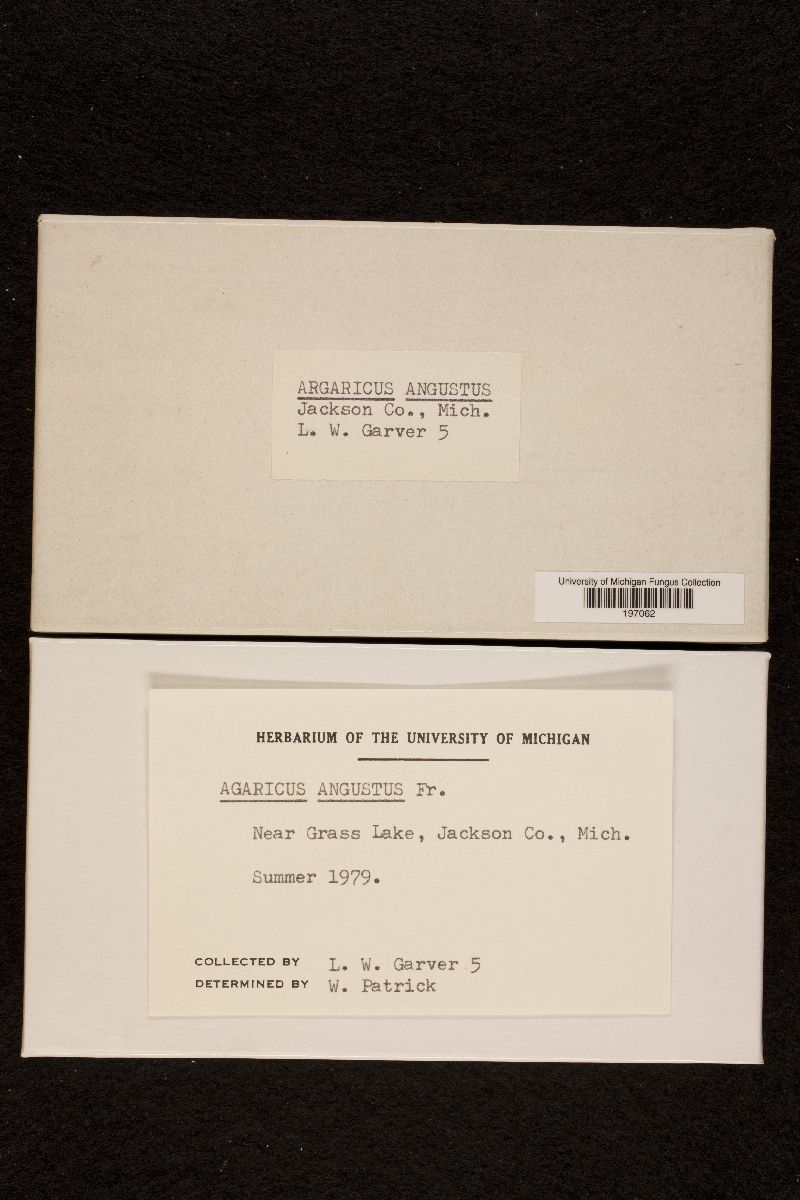 ARGARICUS ANGUSTUS
Jackson Co., Mich.
L. W. Garver 5
University of Michigan Fungus Collection
197062
HERBARIUM OF THE UNIVERSITY OF MICHIGAN
AGARICUS ANGUSTUS Fr.
Near Grass Lake, Jackson Co., Mich.
Summer 1979.
COLLECTED BY L. W. Garver 5
DETERMINED BY W. Patrick